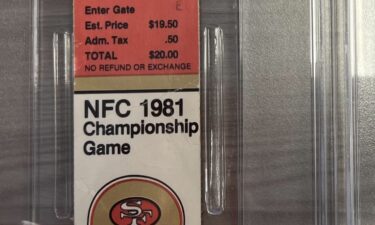 Enter Gate E
Est. Price $19.50
Adm. Tax .50
TOTAL $20.00
NO REFUND OR EXCHANGE
NFC 1981
Championship
Game
SF